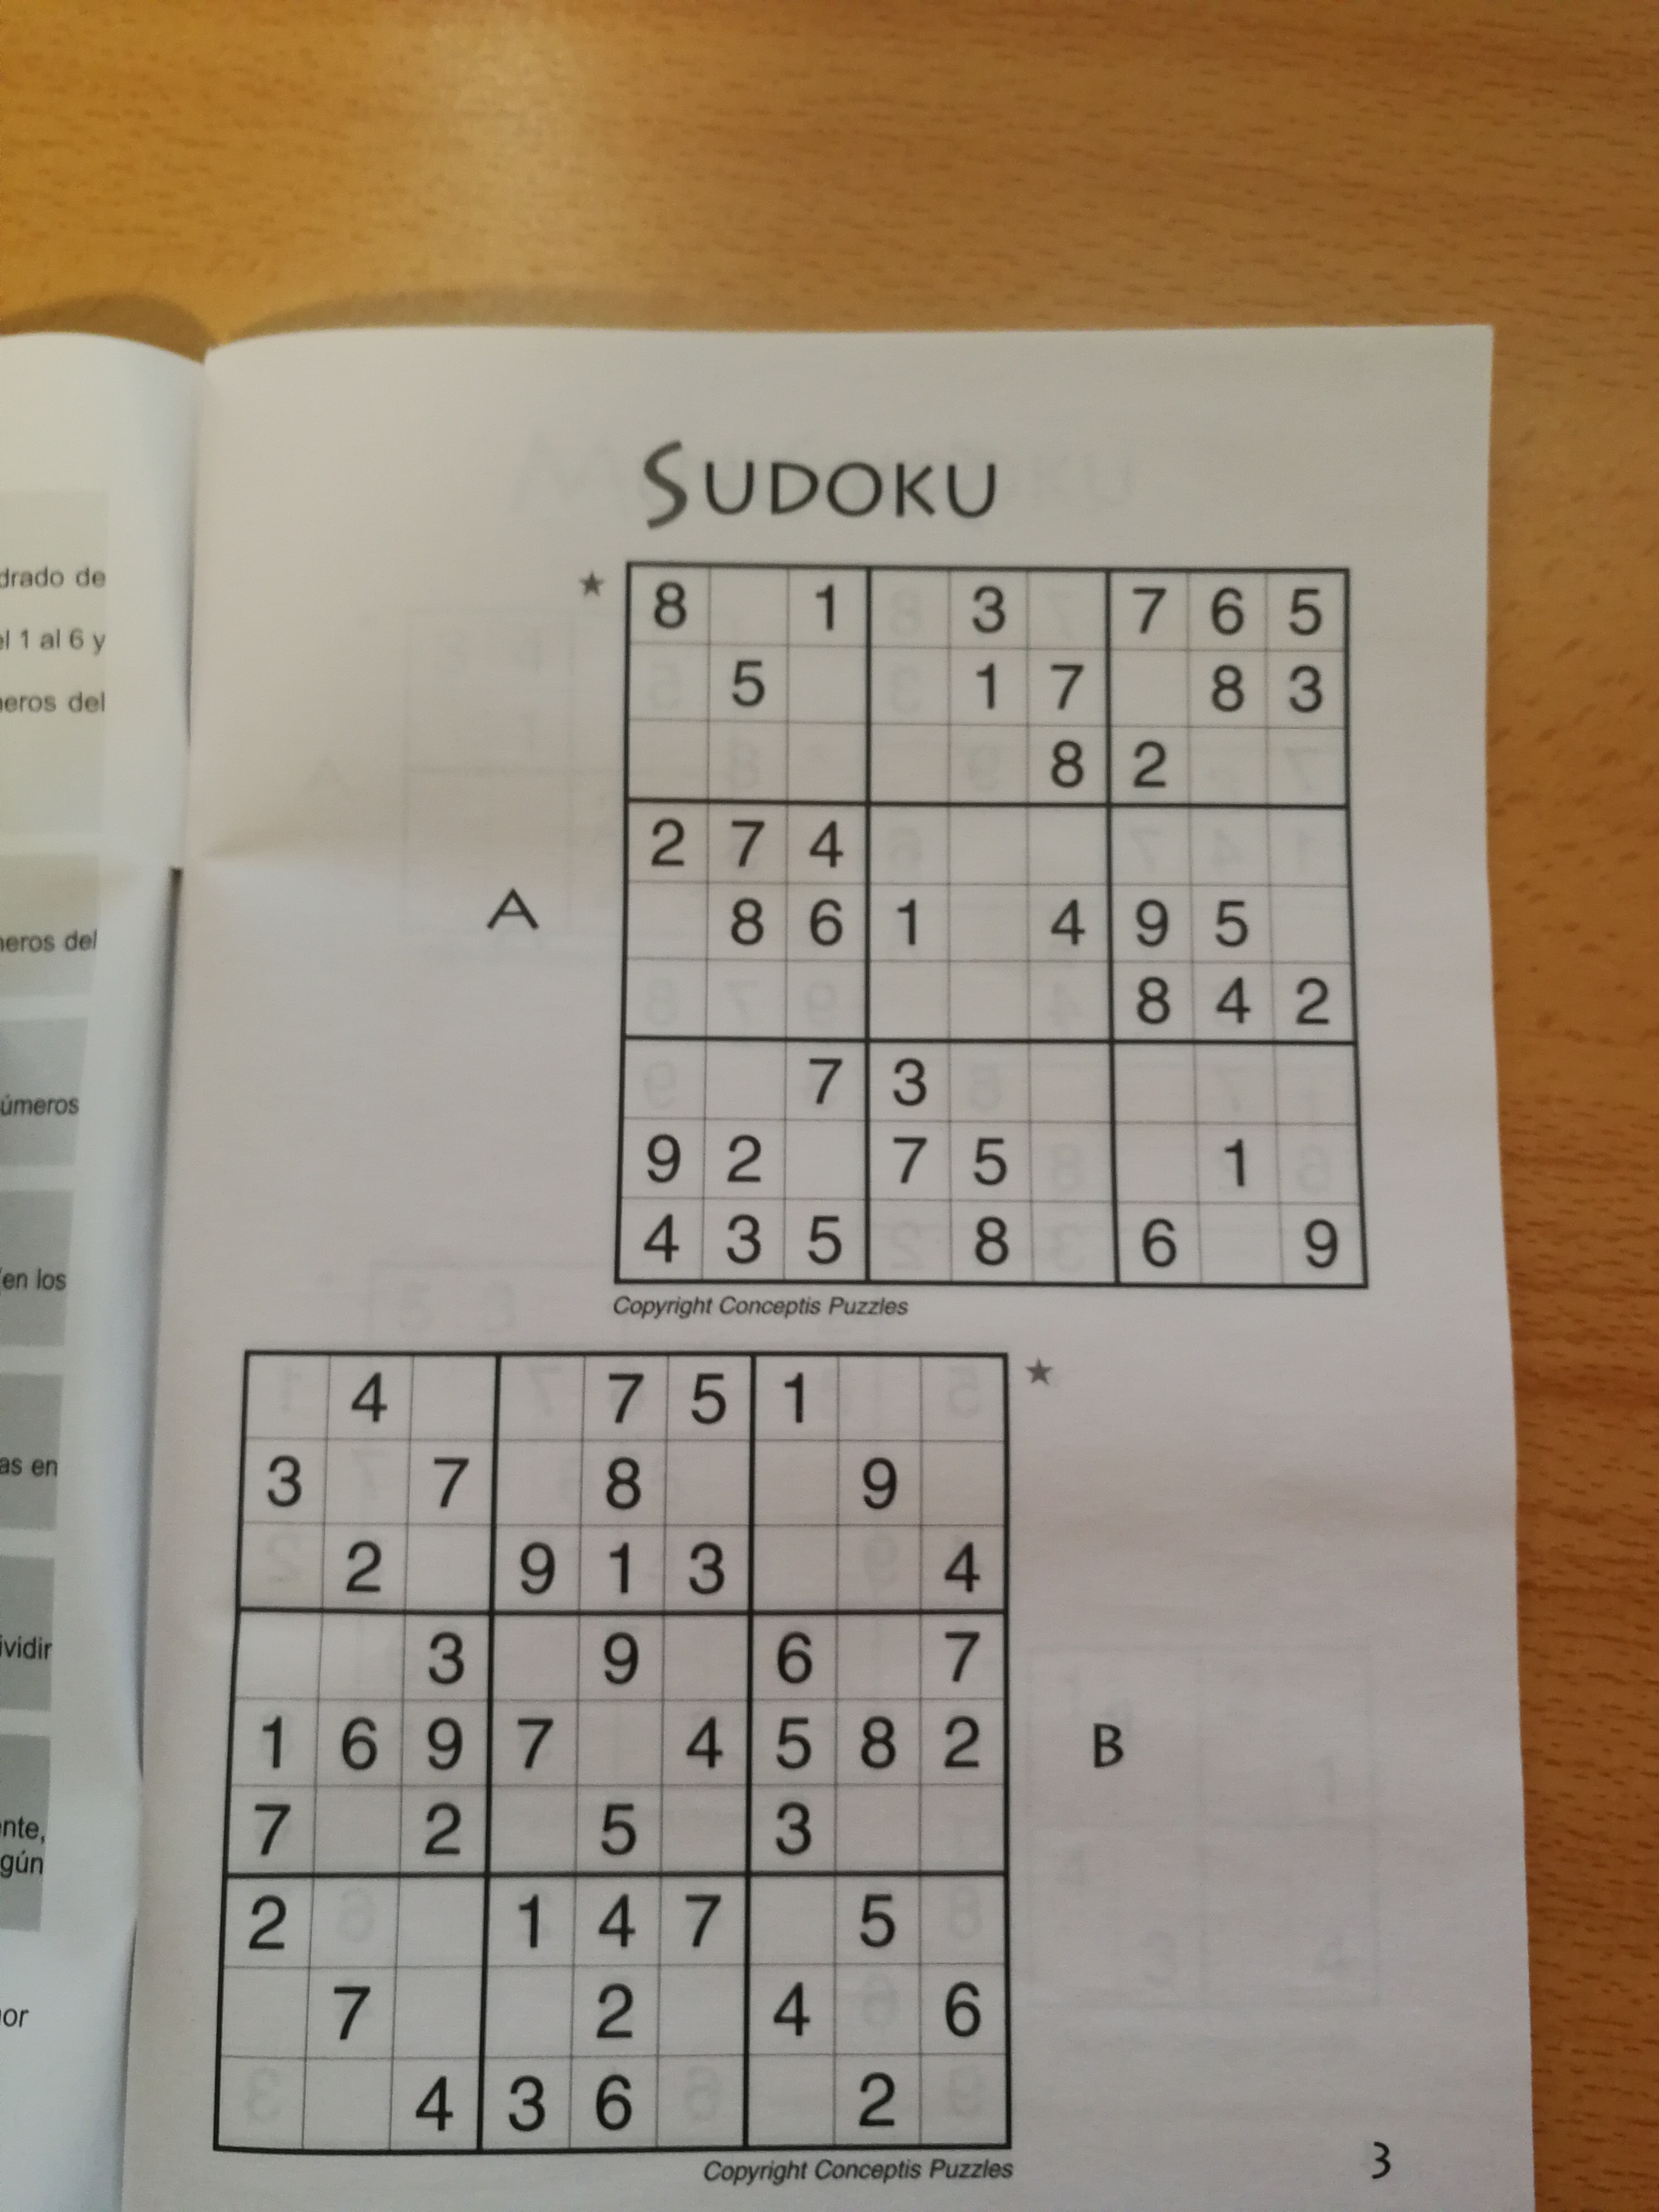 drado de
el 1 al 6 y
neros del
neros del
úmeros
en los
as en
ividir
nte,
gún
or
SUDOKU
★
8 1 3 7 6 5
5 1 7 8 3
8 2
2 7 4
8 6 1 4 9 5
8 4 2
7 3
9 2 7 5 1
4 3 5 8 6 9
A
Copyright Conceptis Puzzles
★
4 7 5 1
3 7 8 9
2 9 1 3 4
3 9 6 7
1 6 9 7 4 5 8 2
7 2 5 3
2 1 4 7 5
7 2 4 6
4 3 6 2
B
Copyright Conceptis Puzzles
3